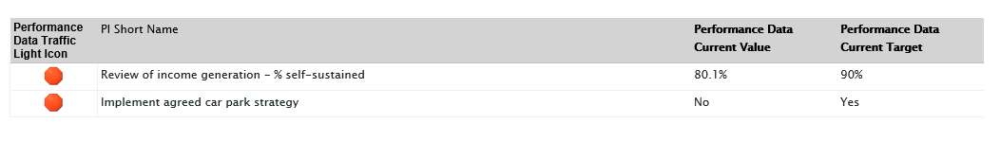 Performance Data Traffic Light Icon PI Short Name Performance Data Current Value Performance Data Current Target
Review of income generation - % self-sustained 80.1% 90%
Implement agreed car park strategy No Yes